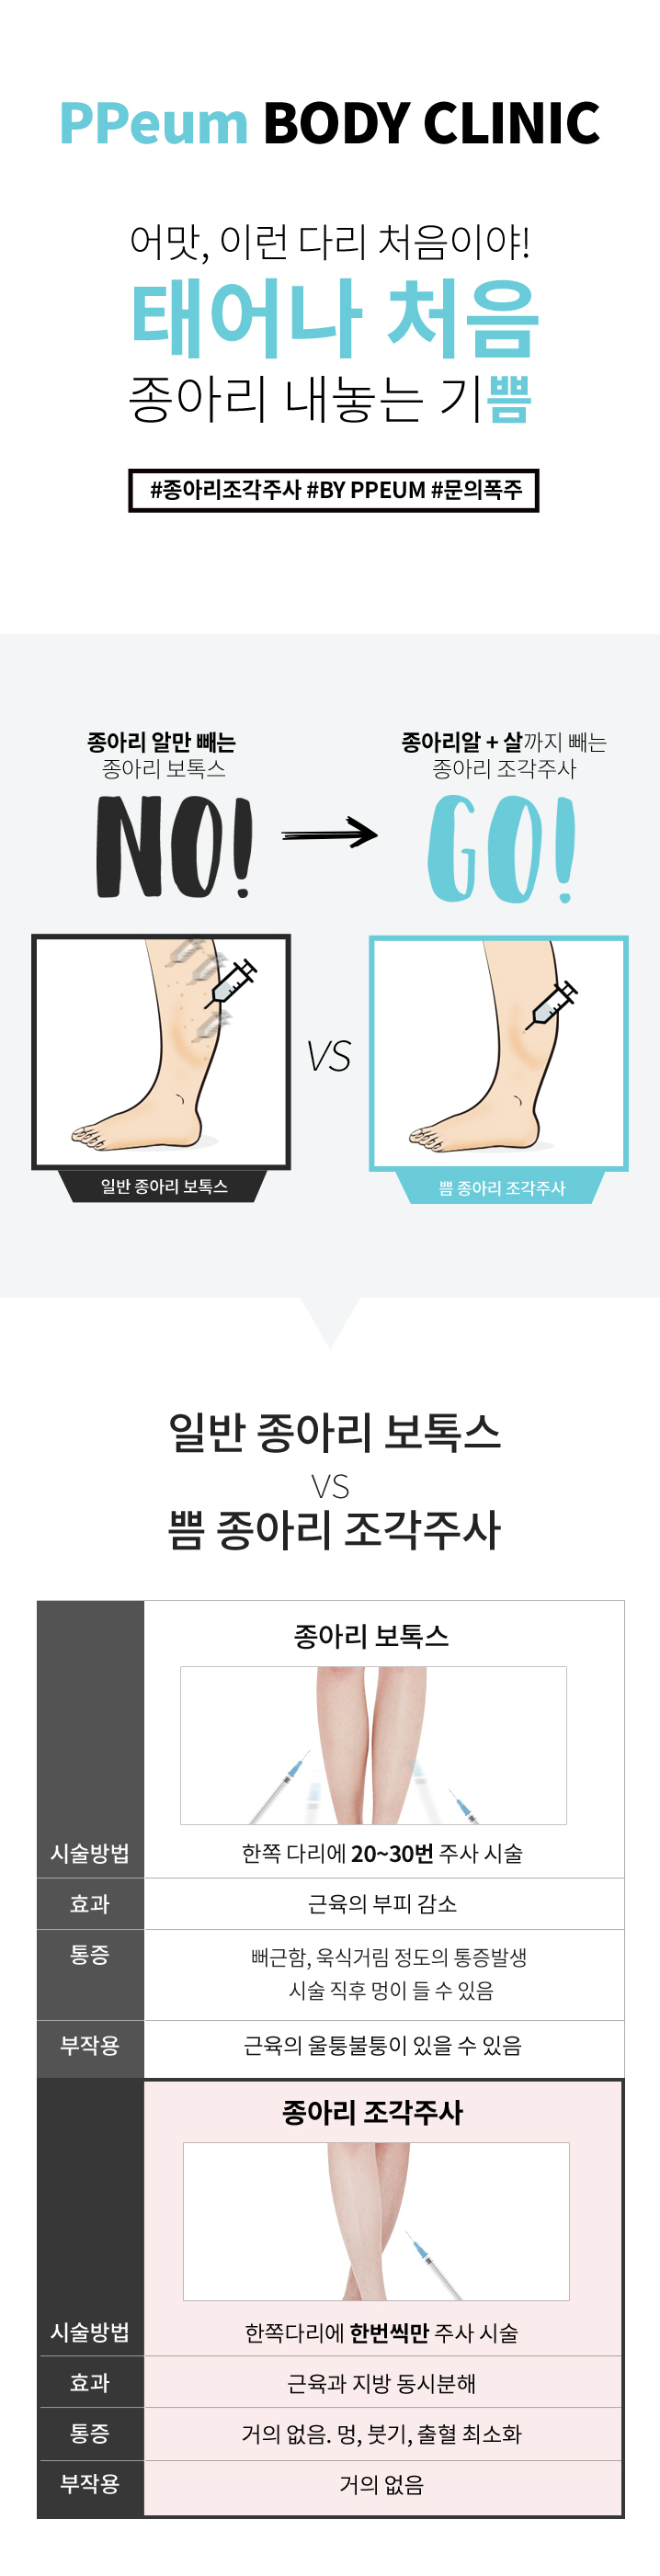 PPeum BODY CLINIC
어맛, 이런 다리 처음이야!
태어나 처음
종아리 내놓는 기쁨
#종아리조각주사 #BY PPEUM #문의폭주
종아리 알만 빼는
종아리 보톡스
NO!
종아리알 + 살까지 빼는
종아리 조각주사
GO!
VS
일반 종아리 보톡스
쁨 종아리 조각주사
일반 종아리 보톡스
VS
쁨 종아리 조각주사
종아리 보톡스
시술방법 한쪽 다리에 20~30번 주사 시술
효과 근육의 부피 감소
통증 뻐근함, 욱식거림 정도의 통증발생
시술 직후 멍이 들 수 있음
부작용 근육의 울퉁불퉁이 있을 수 있음
종아리 조각주사
시술방법 한쪽다리에 한번씩만 주사 시술
효과 근육과 지방 동시분해
통증 거의 없음. 멍, 붓기, 출혈 최소화
부작용 거의 없음